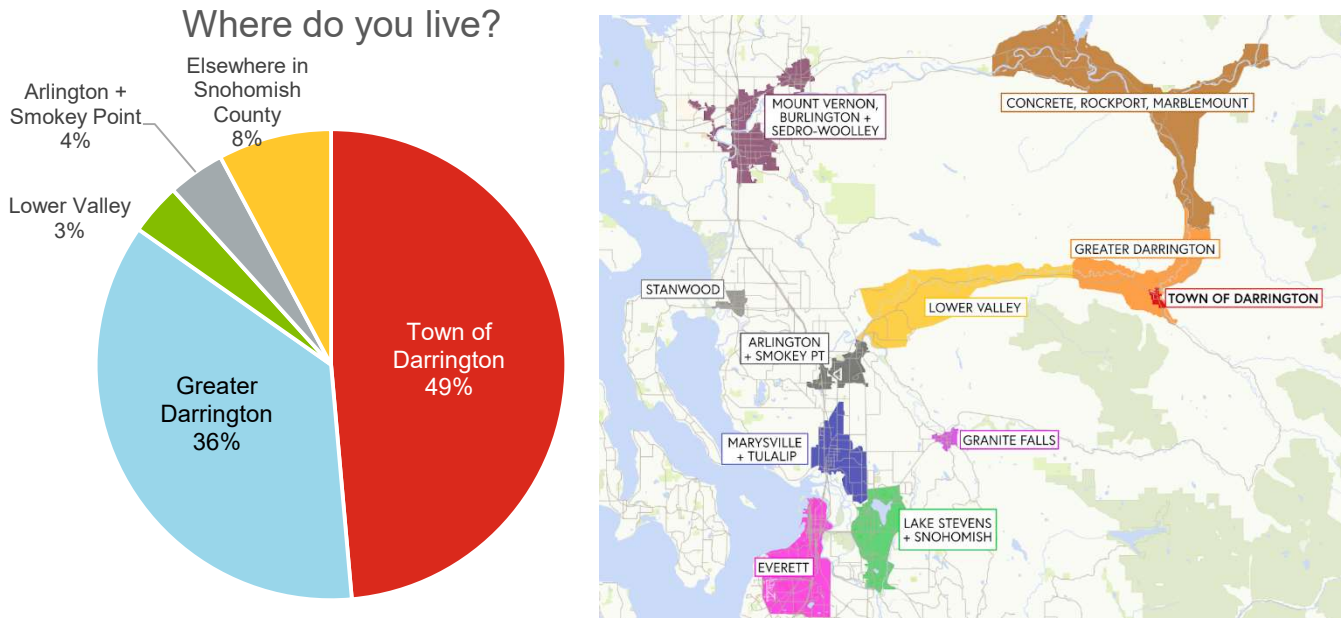 Where do you live?
Elsewhere in
Snohomish
County
8%
Arlington +
Smokey Point
4%
Lower Valley
3%
Town of
Darrington
49%
Greater
Darrington
36%
MOUNT VERNON,
BURLINGTON +
SEDRO-WOOLLEY
CONCRETE, ROCKPORT, MARBLEMOUNT
GREATER DARRINGTON
STANWOOD
TOWN OF DARRINGTON
LOWER VALLEY
ARLINGTON
+ SMOKEY PT
MARYSVILLE
+ TULALIP
GRANITE FALLS
LAKE STEVENS
+ SNOHOMISH
EVERETT